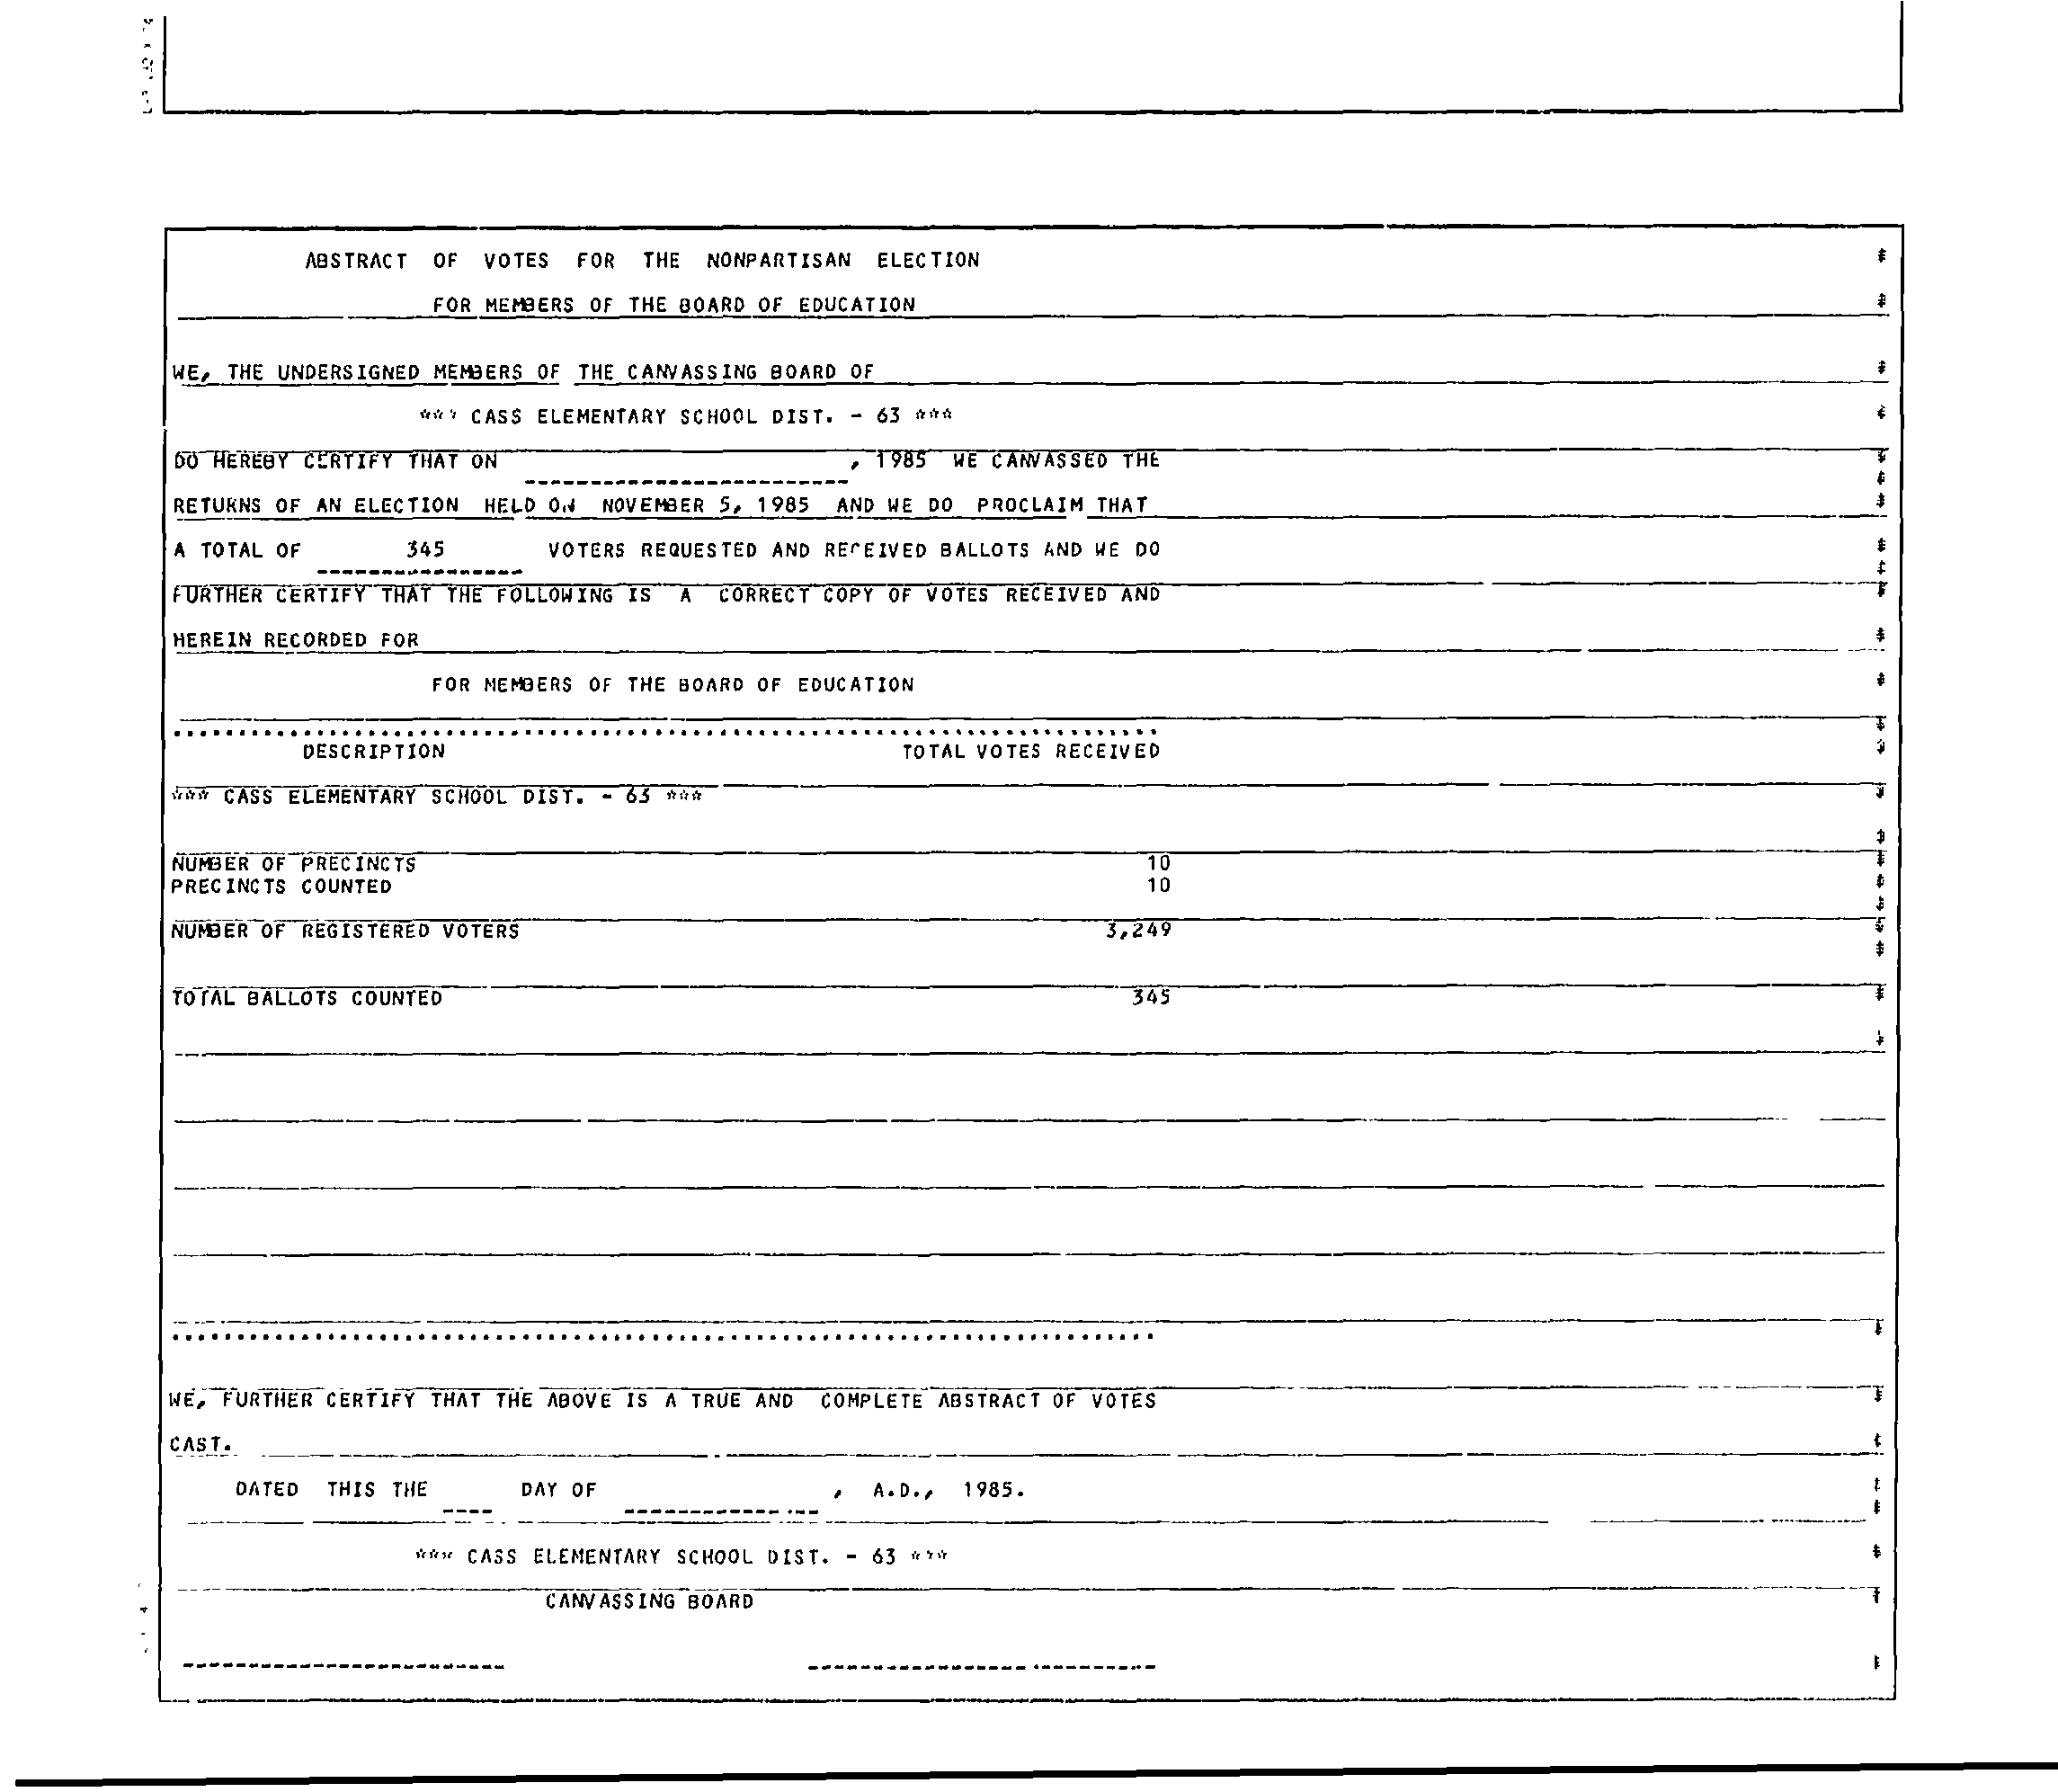 ABSTRACT OF VOTES FOR THE NONPARTISAN ELECTION
FOR MEMBERS OF THE BOARD OF EDUCATION
WE, THE UNDERSIGNED MEMBERS OF THE CANVASSING BOARD OF
*** CASS ELEMENTARY SCHOOL DIST. - 63 ***
DO HEREBY CERTIFY THAT ON , 1985 WE CANVASSED THE
RETURNS OF AN ELECTION HELD ON NOVEMBER 5, 1985 AND WE DO PROCLAIM THAT
A TOTAL OF 345 VOTERS REQUESTED AND RECEIVED BALLOTS AND WE DO
FURTHER CERTIFY THAT THE FOLLOWING IS A CORRECT COPY OF VOTES RECEIVED AND
HEREIN RECORDED FOR
FOR MEMBERS OF THE BOARD OF EDUCATION
DESCRIPTION TOTAL VOTES RECEIVED
*** CASS ELEMENTARY SCHOOL DIST. - 63 ***
NUMBER OF PRECINCTS 10
PRECINCTS COUNTED 10
NUMBER OF REGISTERED VOTERS 3,249
TOTAL BALLOTS COUNTED 345
WE, FURTHER CERTIFY THAT THE ABOVE IS A TRUE AND COMPLETE ABSTRACT OF VOTES
CAST.
DATED THIS THE DAY OF , A.D., 1985.
*** CASS ELEMENTARY SCHOOL DIST. - 63 ***
CANVASSING BOARD